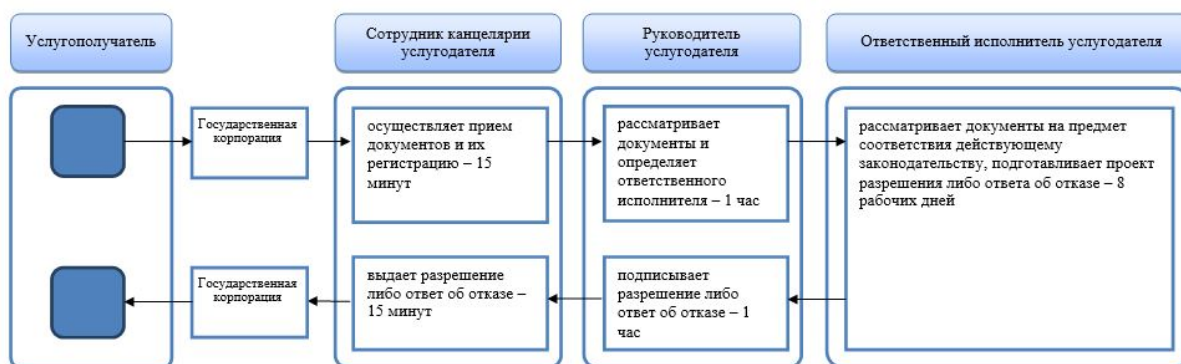 Услугополучатель
Сотрудник канцелярии
услугодателя
Руководитель
услугодателя
Ответственный исполнитель услугодателя
Государственная
корпорация
осуществляет прием
документов и их
регистрацию – 15
минут
рассматривает
документы и
определяет
ответственного
исполнителя – 1 час
рассматривает документы на предмет
соответствия действующему
законодательству, подготавливает проект
разрешения либо ответа об отказе – 8
рабочих дней
Государственная
корпорация
выдает разрешение
либо ответ об отказе –
15 минут
подписывает
разрешение либо
ответ об отказе – 1
час